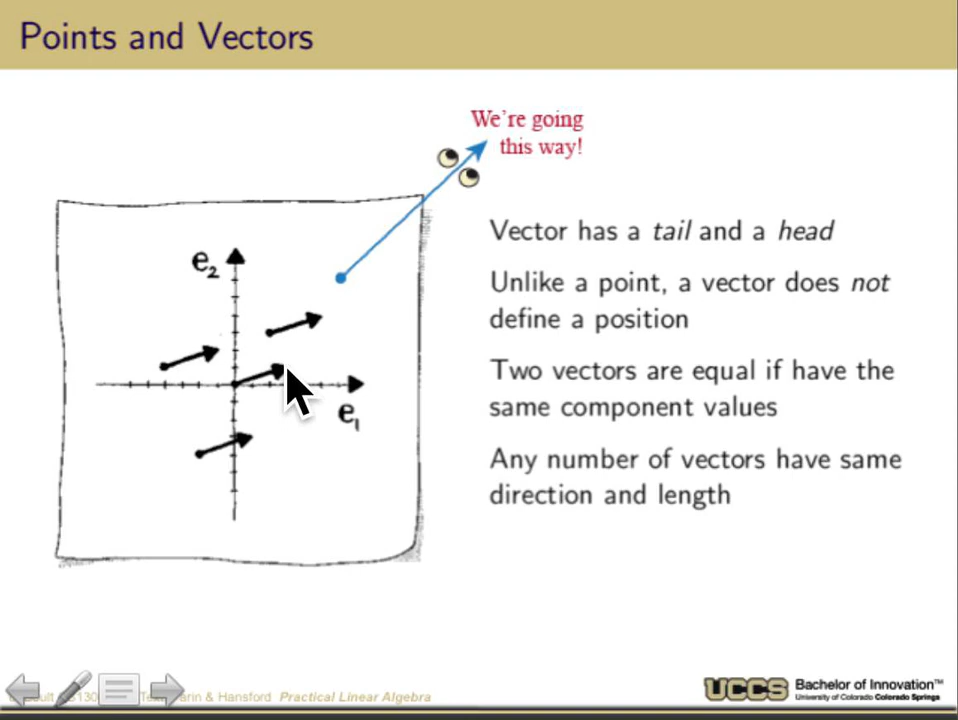 Points and Vectors
We're going
this way!
e2
e1
Vector has a tail and a head
Unlike a point, a vector does not
define a position
Two vectors are equal if have the
same component values
Any number of vectors have same
direction and length
& Hansford Practical Linear Algebra
UCCS
Bachelor of Innovation™
University of Colorado Colorado Springs